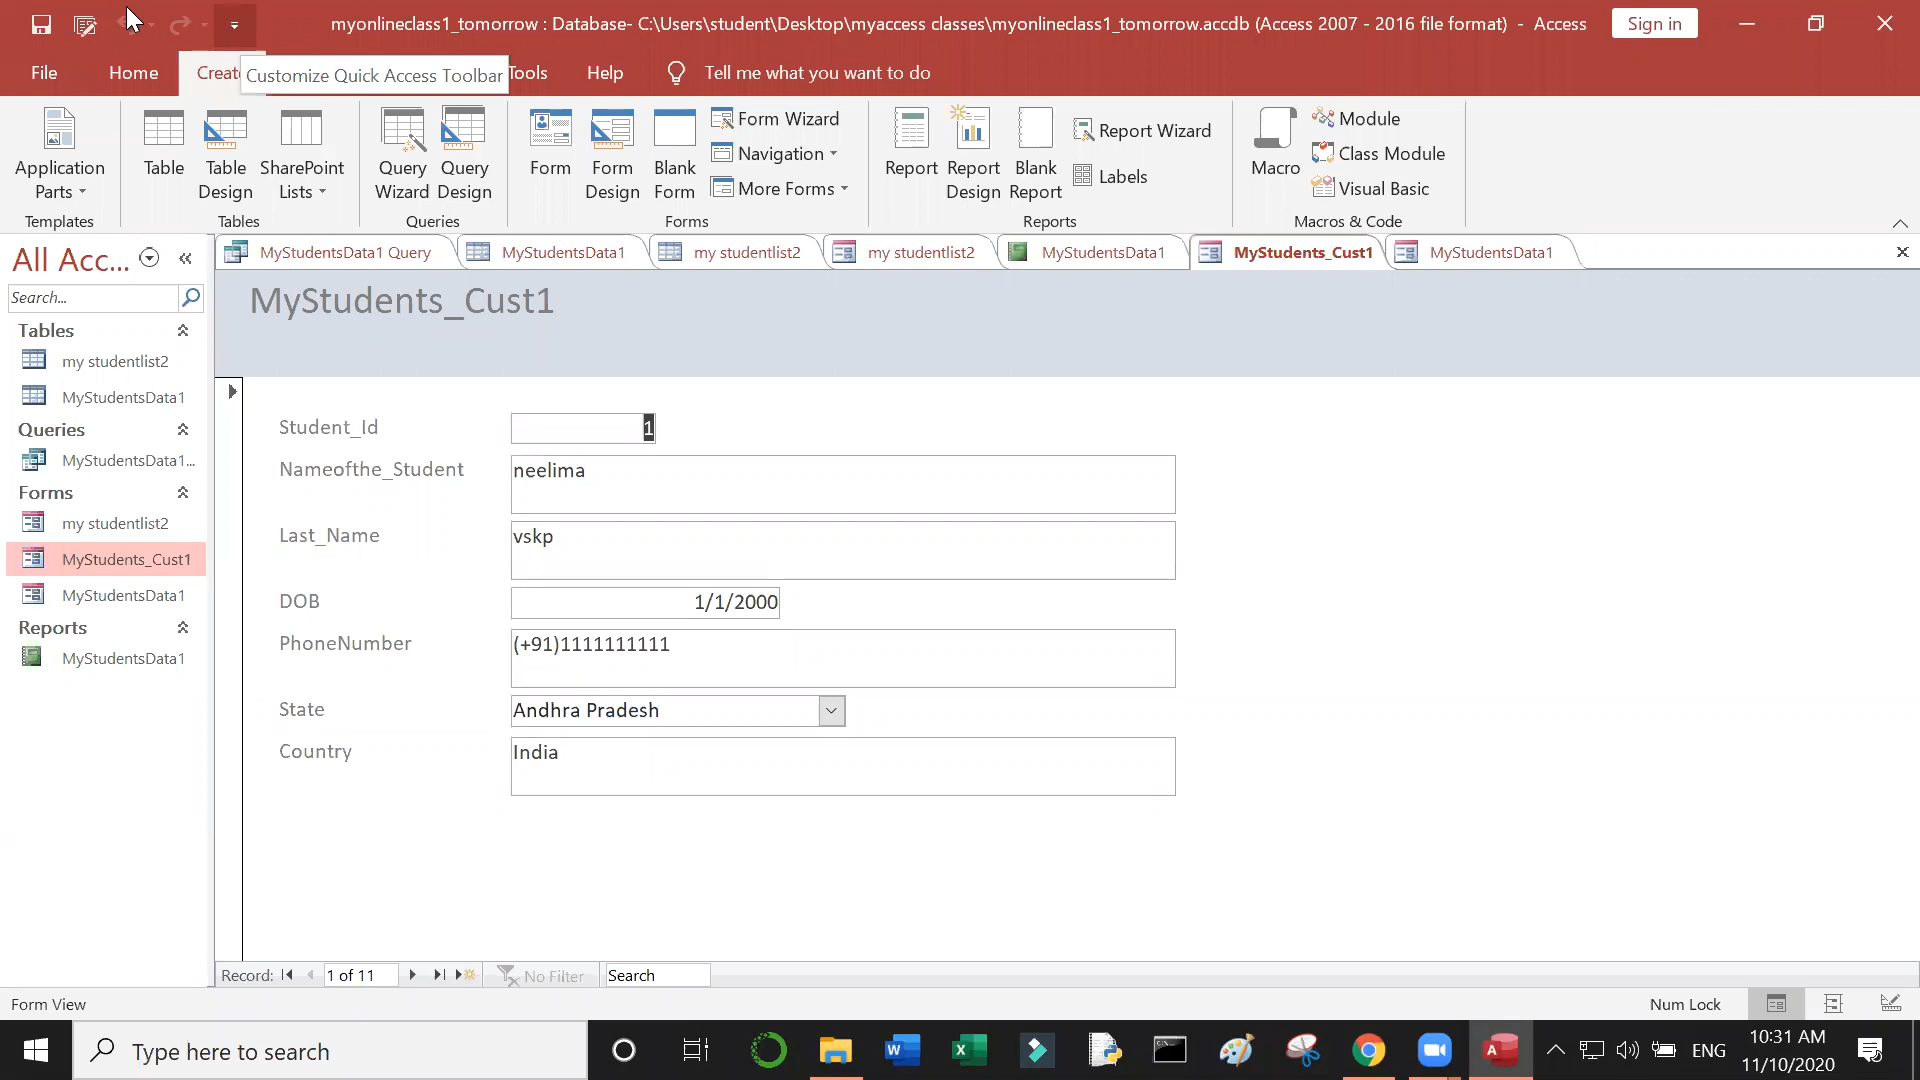 myonlineclass1_tomorrow : Database- C:\Users\student\Desktop\myaccess classes\myonlineclass1_tomorrow.accdb (Access 2007 - 2016 file format) - Access
Sign in
File
Home
Create
Customize Quick Access Toolbar
Tools
Help
Tell me what you want to do
Application Parts
Table
Table Design
SharePoint Lists
Query Wizard
Query Design
Form
Form Design
Blank Form
Form Wizard
Navigation
More Forms
Report
Report Design
Blank Report
Report Wizard
Labels
Macro
Module
Class Module
Visual Basic
Templates
Tables
Queries
Forms
Reports
Macros & Code
All Acc...
Search...
Tables
my studentlist2
MyStudentsData1
Queries
MyStudentsData1...
Forms
my studentlist2
MyStudents_Cust1
MyStudentsData1
Reports
MyStudentsData1
MyStudentsData1 Query
MyStudentsData1
my studentlist2
my studentlist2
MyStudentsData1
MyStudents_Cust1
MyStudentsData1
MyStudents_Cust1
Student_Id 1
Nameofthe_Student neelima
Last_Name vskp
DOB 1/1/2000
PhoneNumber (+91)1111111111
State Andhra Pradesh
Country India
Record: 1 of 11 No Filter Search
Form View
Num Lock
Type here to search
ENG
10:31 AM
11/10/2020